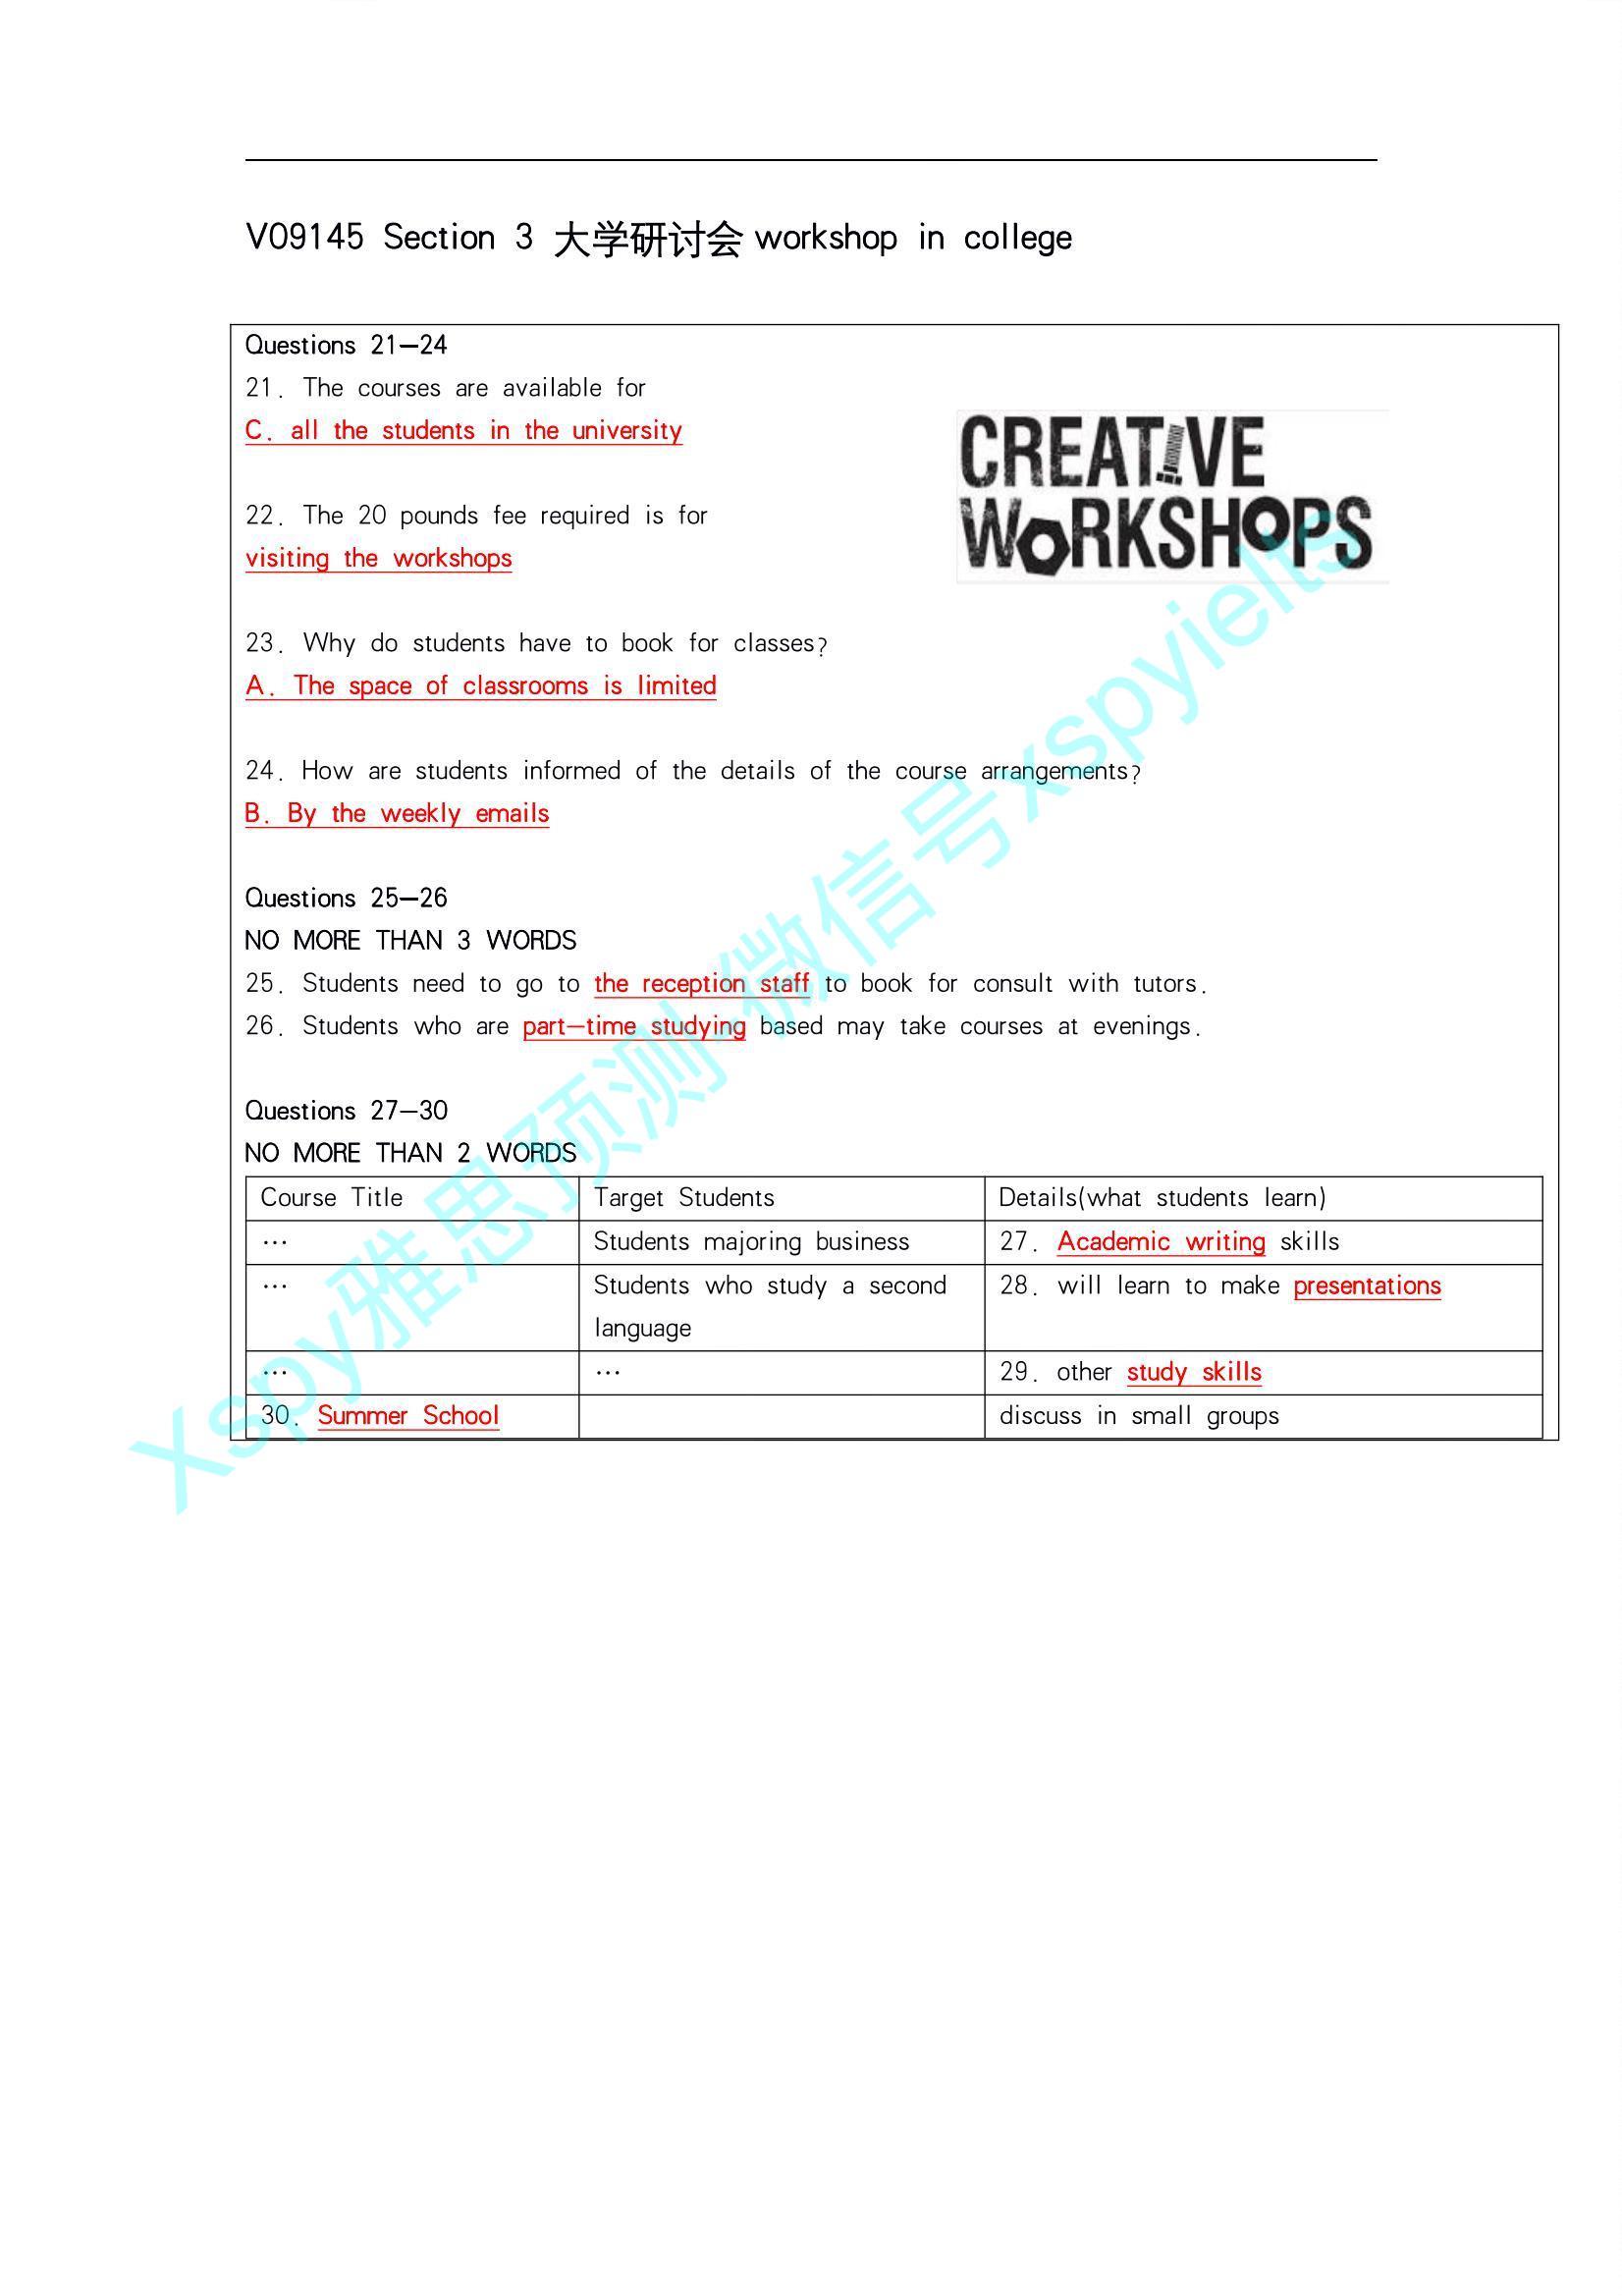 V09145 Section 3 大学研讨会 workshop in college
Questions 21—24
21. The courses are available for
C. all the students in the university
CREAT!VE
WORKSHOPS
22. The 20 pounds fee required is for
visiting the workshops
23. Why do students have to book for classes?
A. The space of classrooms is limited
24. How are students informed of the details of the course arrangements?
B. By the weekly emails
Questions 25—26
NO MORE THAN 3 WORDS
25. Students need to go to the reception staff to book for consult with tutors.
26. Students who are part-time studying based may take courses at evenings.
Questions 27—30
NO MORE THAN 2 WORDS
Course Title Target Students Details(what students learn)
… Students majoring business 27. Academic writing skills
… Students who study a second 28. will learn to make presentations
language
… … 29. other study skills
30. Summer School discuss in small groups
Xspy雅思预测-微信号xspyielts